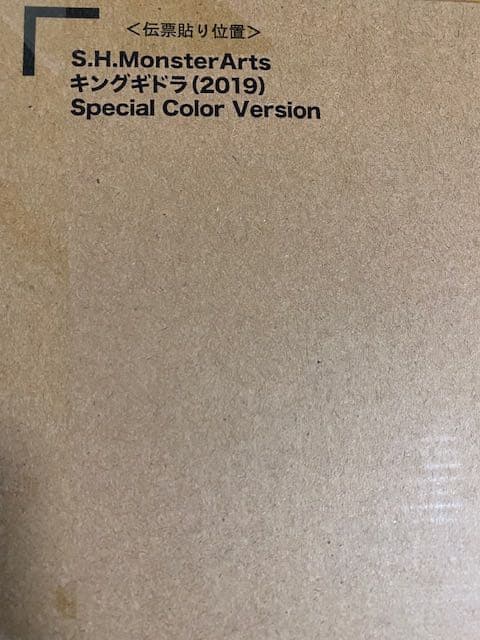 ＜伝票貼り位置＞
S.H.MonsterArts
キングギドラ(2019)
Special Color Version